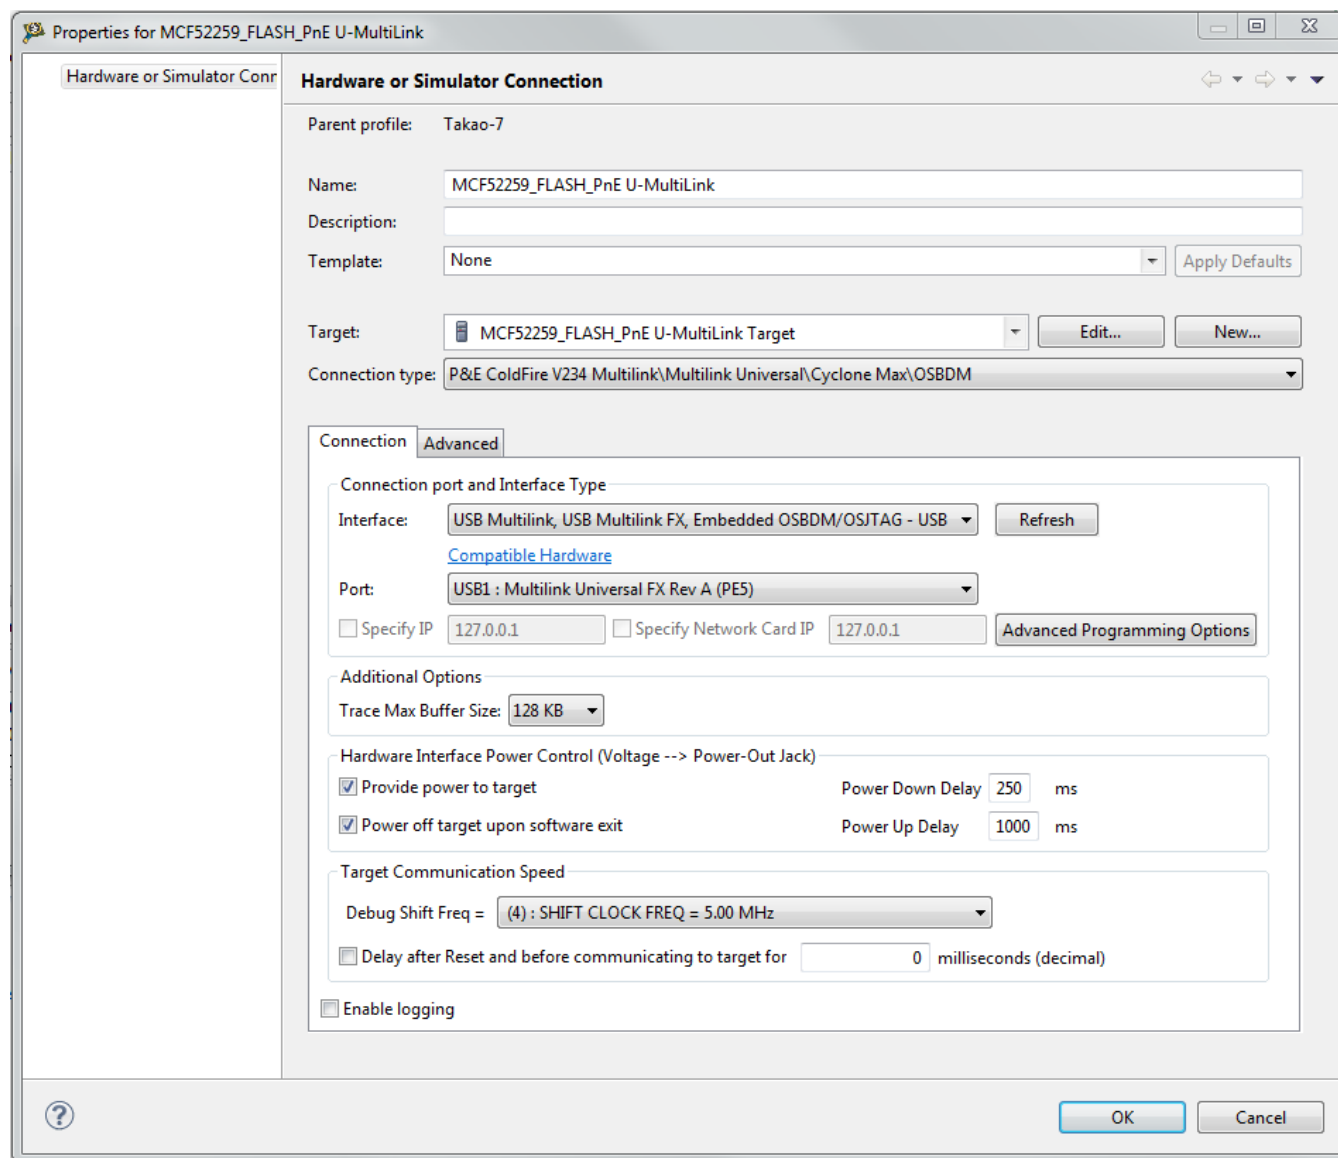 Properties for MCF52259_FLASH_PnE U-MultiLink
Hardware or Simulator Conr
Hardware or Simulator Connection
Parent profile: Takao-7
Name: MCF52259_FLASH_PnE U-MultiLink
Description:
Template: None Apply Defaults
Target: MCF52259_FLASH_PnE U-MultiLink Target Edit... New...
Connection type: P&E ColdFire V234 Multilink\Multilink Universal\Cyclone Max\OSBDM
Connection Advanced
Connection port and Interface Type
Interface: USB Multilink, USB Multilink FX, Embedded OSBDM/OSJTAG - USB Refresh
Compatible Hardware
Port: USB1 : Multilink Universal FX Rev A (PE5)
Specify IP 127.0.0.1 Specify Network Card IP 127.0.0.1 Advanced Programming Options
Additional Options
Trace Max Buffer Size: 128 KB
Hardware Interface Power Control (Voltage --> Power-Out Jack)
Provide power to target Power Down Delay 250 ms
Power off target upon software exit Power Up Delay 1000 ms
Target Communication Speed
Debug Shift Freq = (4) : SHIFT CLOCK FREQ = 5.00 MHz
Delay after Reset and before communicating to target for 0 milliseconds (decimal)
Enable logging
? OK Cancel